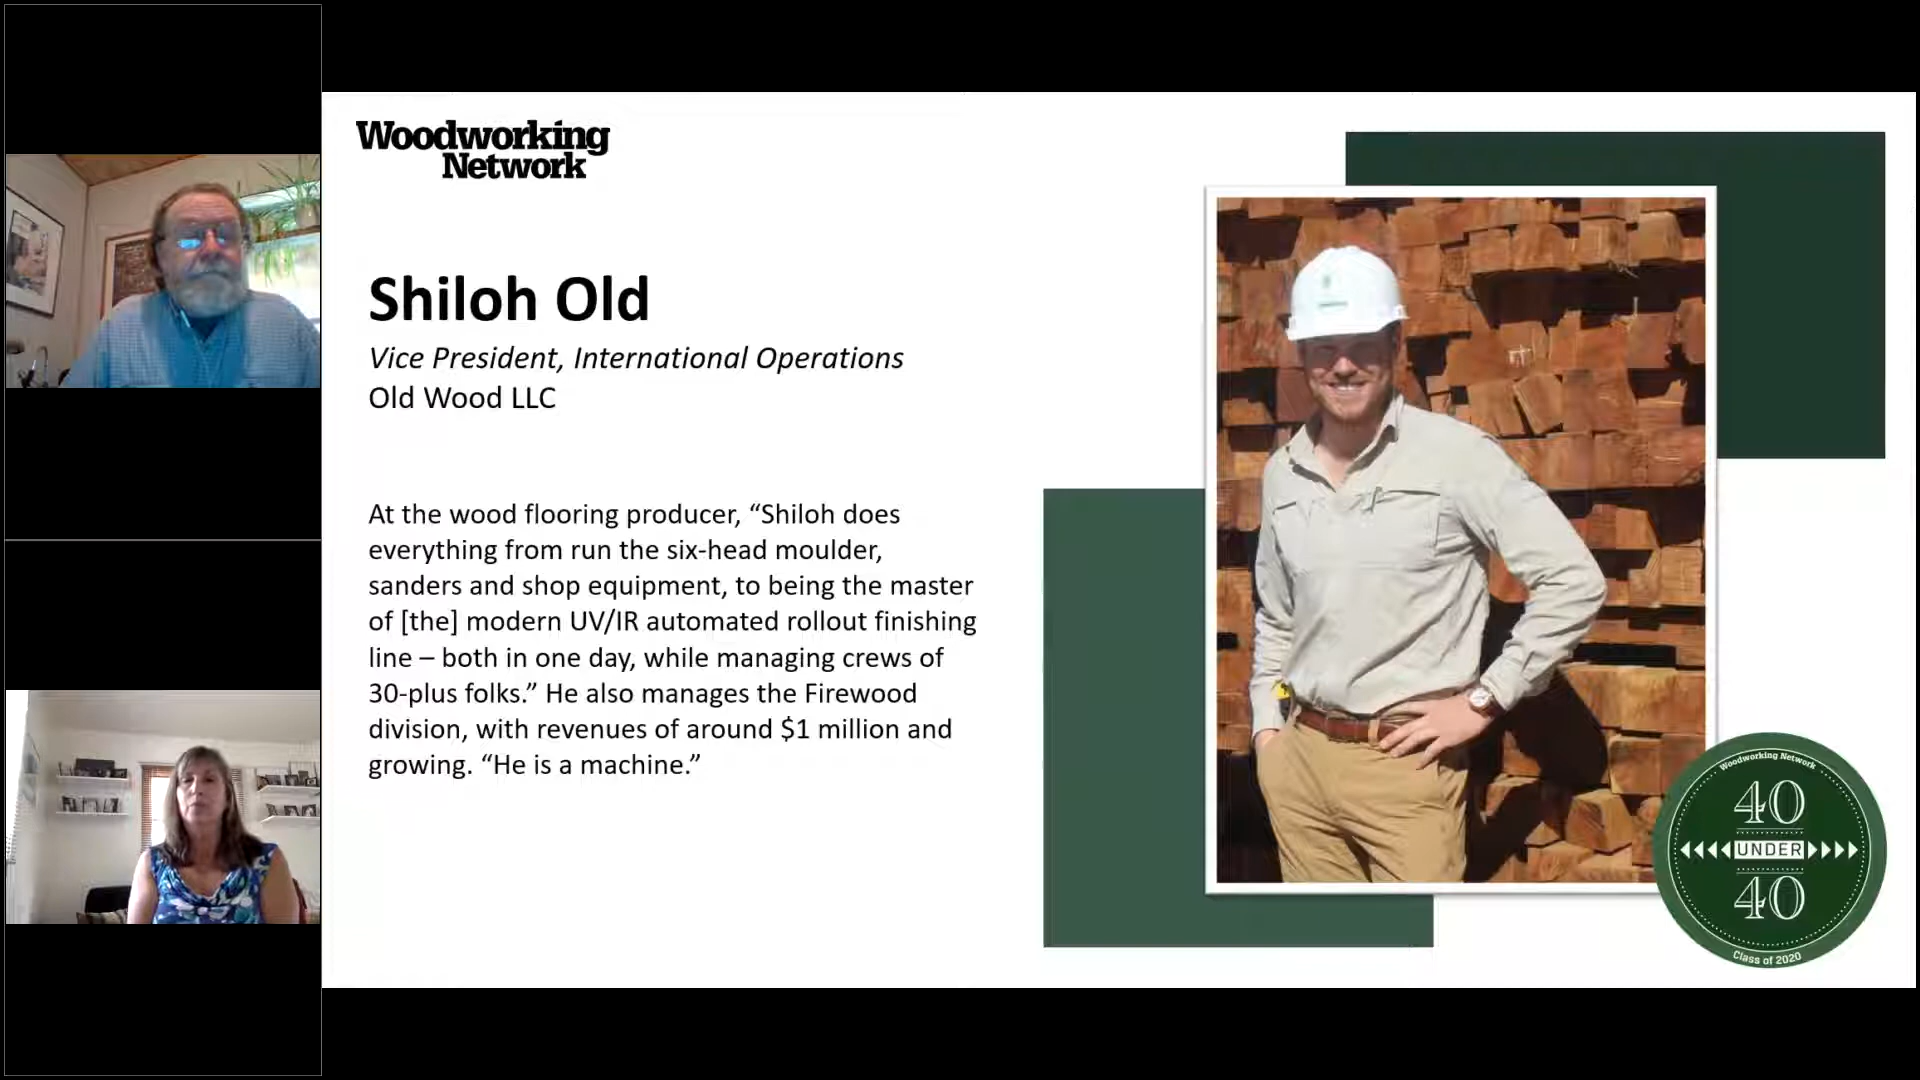 Woodworking
Network
Shiloh Old
Vice President, International Operations
Old Wood LLC
At the wood flooring producer, “Shiloh does
everything from run the six-head moulder,
sanders and shop equipment, to being the master
of [the] modern UV/IR automated rollout finishing
line – both in one day, while managing crews of
30-plus folks.” He also manages the Firewood
division, with revenues of around $1 million and
growing. “He is a machine.”
Woodworking Network
40
UNDER
40
Class of 2020